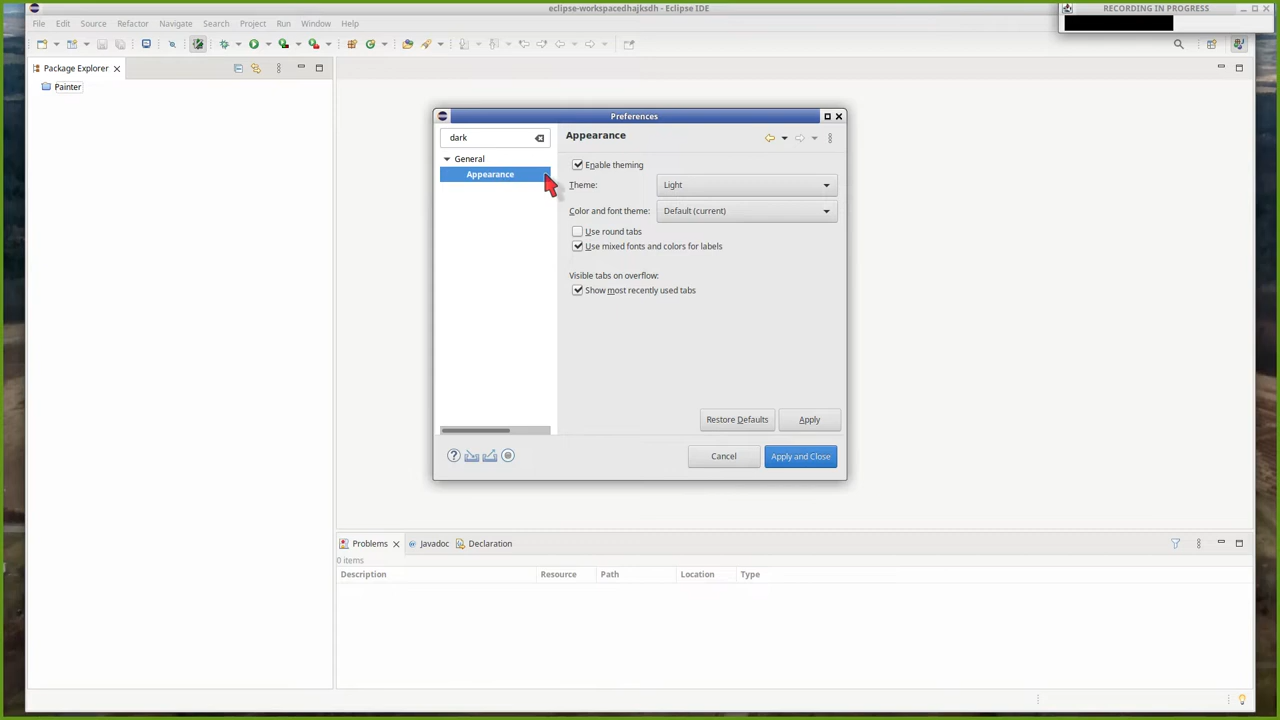 eclipse-workspacedhajksdh - Eclipse IDE
RECORDING IN PROGRESS
File Edit Source Refactor Navigate Search Project Run Window Help
Package Explorer
Painter
Preferences
dark
General
Appearance
Appearance
Enable theming
Theme: Light
Color and font theme: Default (current)
Use round tabs
Use mixed fonts and colors for labels
Visible tabs on overflow:
Show most recently used tabs
Restore Defaults Apply
Cancel Apply and Close
Problems Javadoc Declaration
0 items
Description Resource Path Location Type